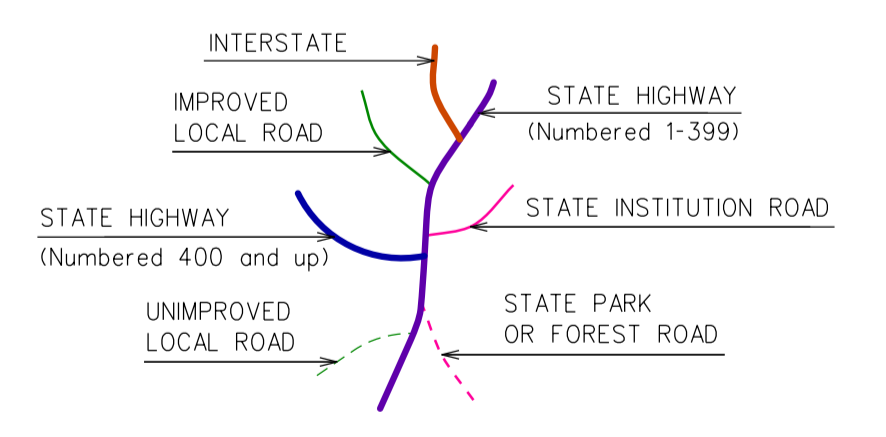 INTERSTATE
IMPROVED
LOCAL ROAD
STATE HIGHWAY
(Numbered 1-399)
STATE HIGHWAY
(Numbered 400 and up)
STATE INSTITUTION ROAD
UNIMPROVED
LOCAL ROAD
STATE PARK
OR FOREST ROAD